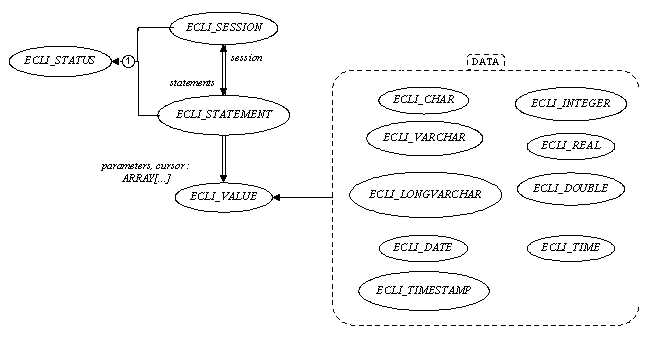 ECLI_SESSION
ECLI_STATUS
1
session
statements
ECLI_STATEMENT
parameters, cursor :
ARRAY[...]
ECLI_VALUE
DATA
ECLI_CHAR
ECLI_INTEGER
ECLI_VARCHAR
ECLI_REAL
ECLI_LONGVARCHAR
ECLI_DOUBLE
ECLI_DATE
ECLI_TIME
ECLI_TIMESTAMP